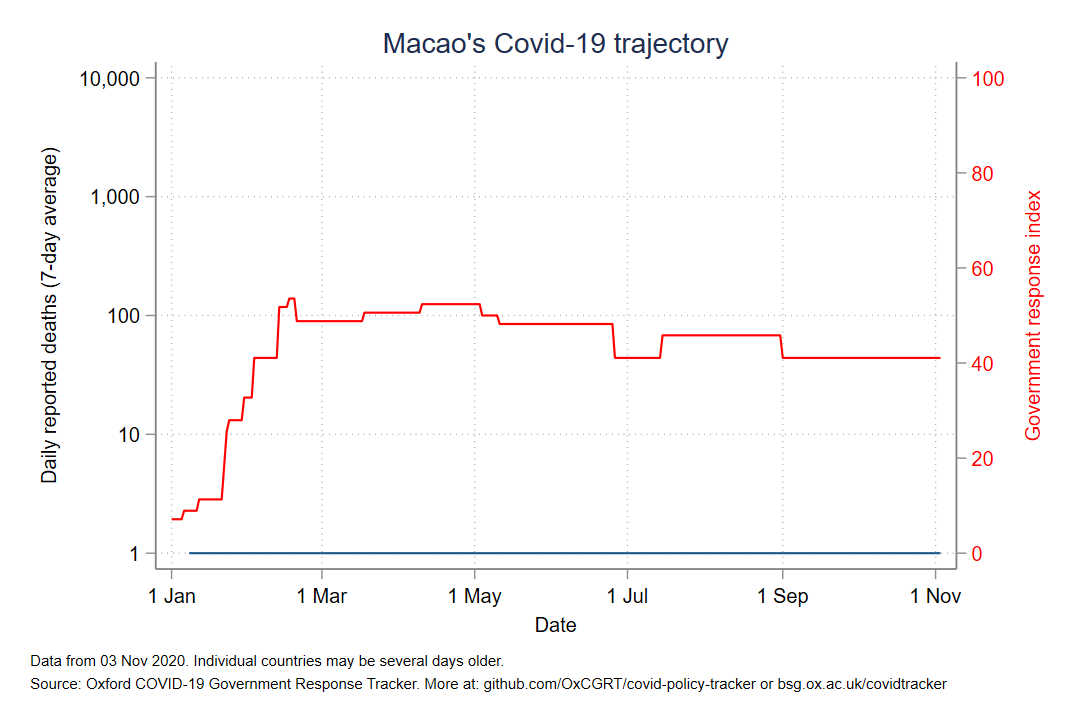 Macao's Covid-19 trajectory
10,000
1,000
100
10
1
Daily reported deaths (7-day average)
100
80
60
40
20
0
Government response index
1 Jan
1 Mar
1 May
1 Jul
1 Sep
1 Nov
Date
Data from 03 Nov 2020. Individual countries may be several days older.
Source: Oxford COVID-19 Government Response Tracker. More at: github.com/OxCGRT/covid-policy-tracker or bsg.ox.ac.uk/covidtracker